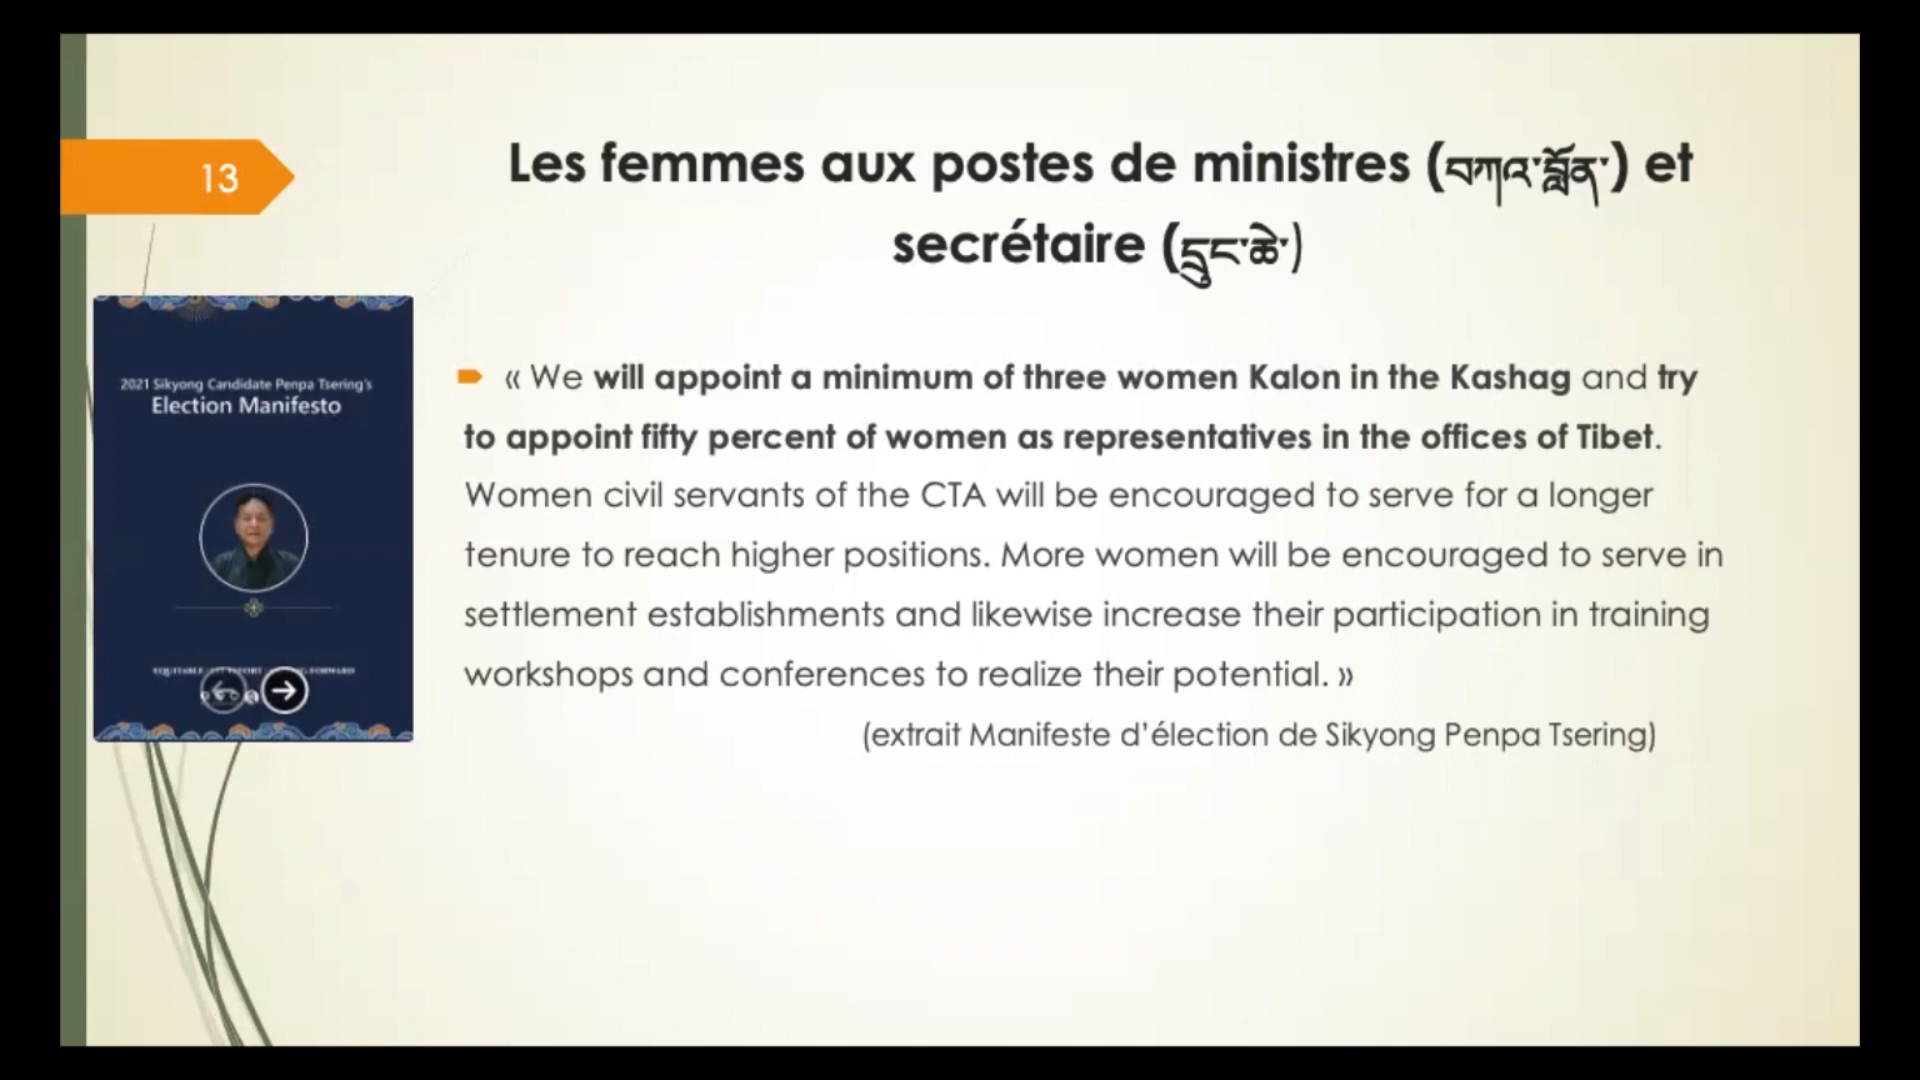 13
Les femmes aux postes de ministres (བཀའ་བློན་) et
secrétaire (དྲུང་ཆེ་)
2021 Sikyong Candidate Penpa Tsering's
Election Manifesto
« We will appoint a minimum of three women Kalon in the Kashag and try
to appoint fifty percent of women as representatives in the offices of Tibet.
Women civil servants of the CTA will be encouraged to serve for a longer
tenure to reach higher positions. More women will be encouraged to serve in
settlement establishments and likewise increase their participation in training
workshops and conferences to realize their potential. »
(extrait Manifeste d'élection de Sikyong Penpa Tsering)